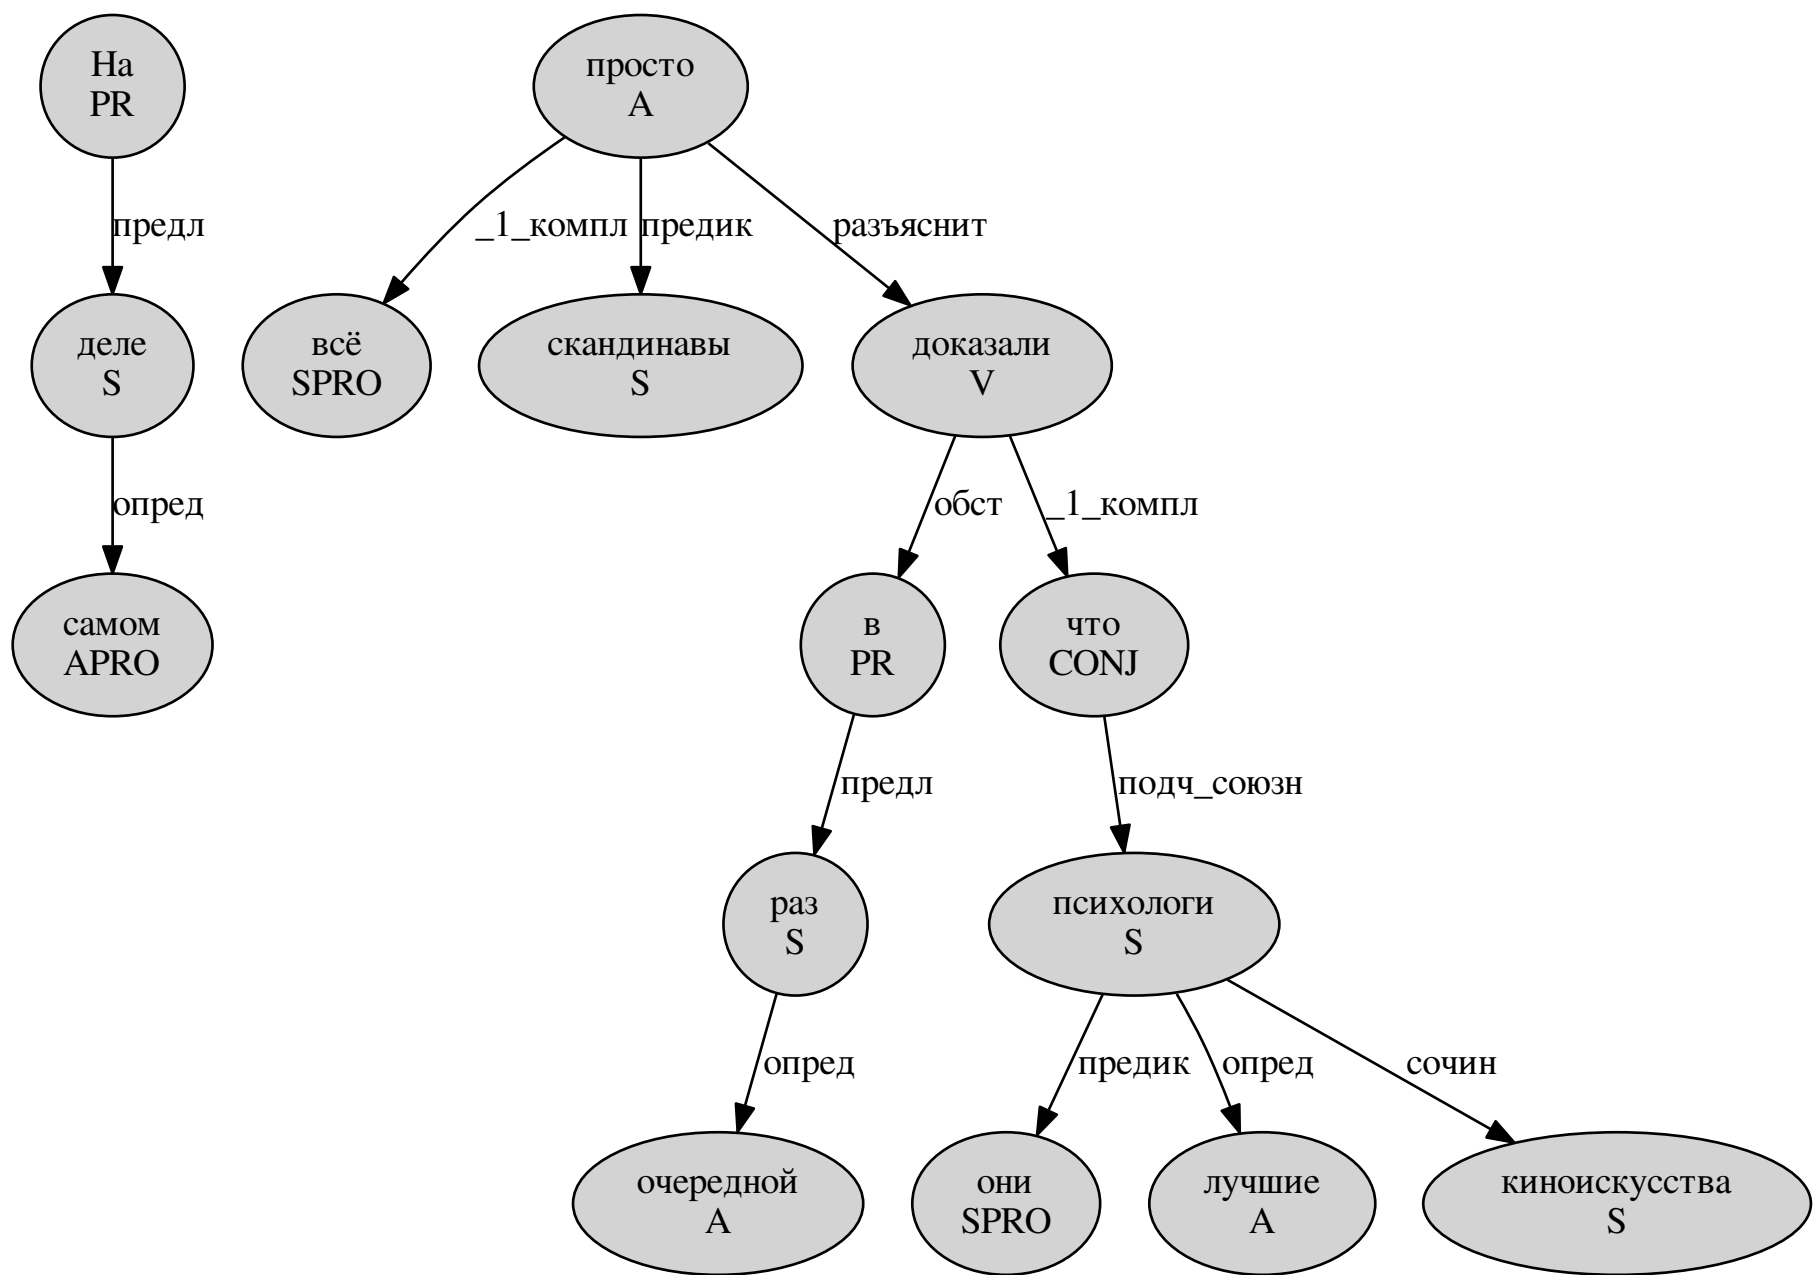 На
PR
просто
A
предл
_1_компл
предик
разъяснит
деле
S
всё
SPRO
скандинавы
S
доказали
V
опред
обст
_1_компл
самом
APRO
в
PR
что
CONJ
предл
подч_союзн
раз
S
психологи
S
опред
предик
опред
сочин
очередной
A
они
SPRO
лучшие
A
киноискусства
S